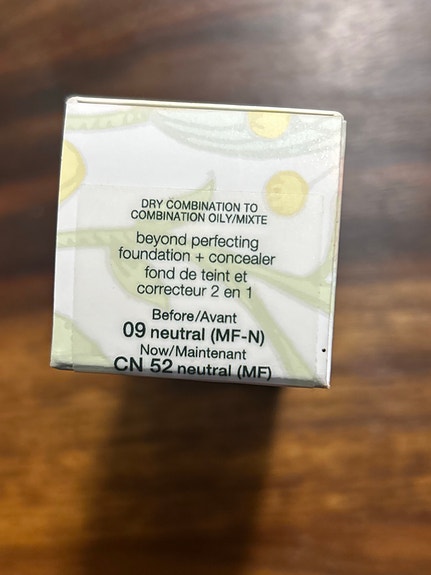 DRY COMBINATION TO
COMBINATION OILY/MIXTE
beyond perfecting
foundation + concealer
fond de teint et
correcteur 2 en 1
Before/Avant
09 neutral (MF-N)
Now/Maintenant
CN 52 neutral (MF)